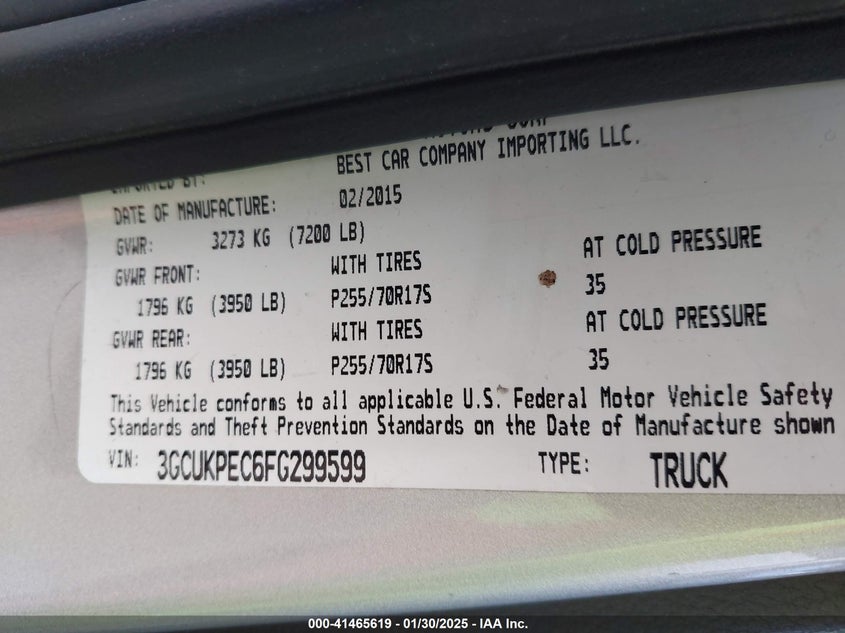 BEST CAR COMPANY IMPORTING LLC.
DATE OF MANUFACTURE: 02/2015
GVWR: 3273 KG (7200 LB)
GVWR FRONT: WITH TIRES AT COLD PRESSURE
1796 KG (3950 LB) P255/70R17S 35
GVWR REAR: WITH TIRES AT COLD PRESSURE
1796 KG (3950 LB) P255/70R17S 35
This Vehicle conforms to all applicable U.S. Federal Motor Vehicle Safety
Standards and Theft Prevention Standards on the Date of Manufacture shown
VIN: 3GCUKPEC6FG299599 TYPE: TRUCK
000-41465619 - 01/30/2025 - IAA Inc.